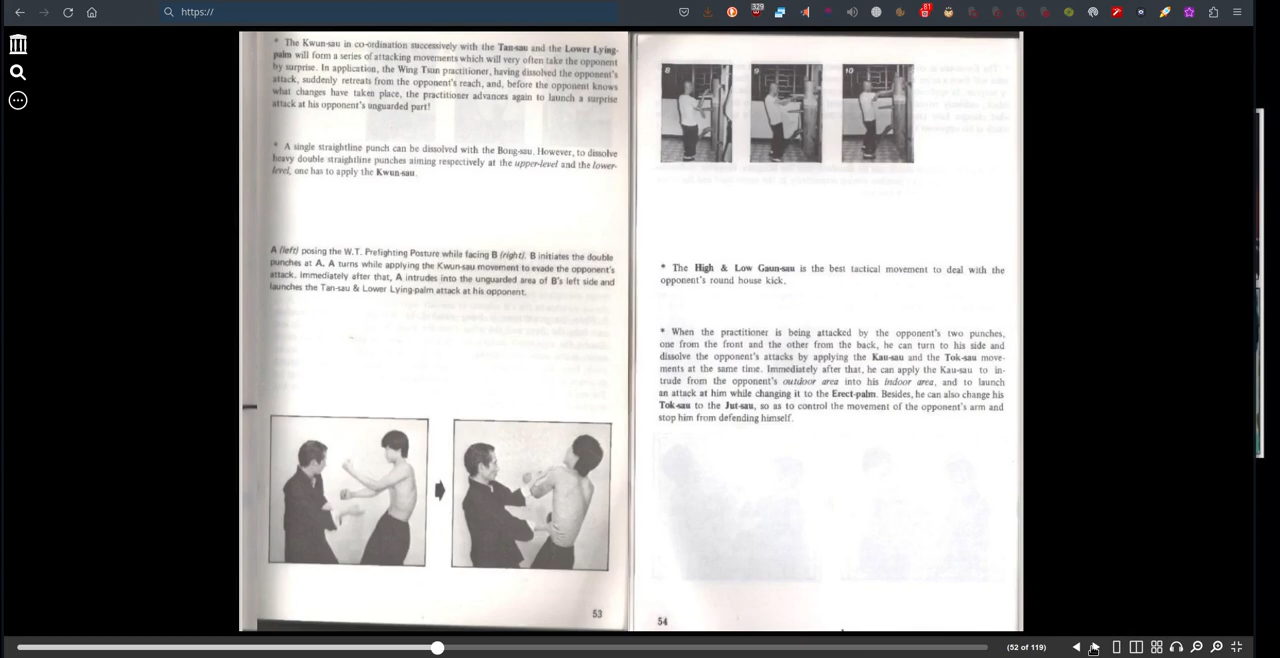 https://
* The Kwun-sau in co-ordination successively with the Tan-sau and the Lower Lying-
palm will form a series of attacking movements which will very often take the opponent
by surprise. In application, the Wing Tsun practitioner, having dissolved the opponent's
attack, suddenly retreats from the opponent's reach, and, before the opponent knows
what changes have taken place, the practitioner advances again to launch a surprise
attack at his opponent's unguarded part!
* A single straightline punch can be dissolved with the Bong-sau. However, to dissolve
heavy double straightline punches aiming respectively at the upper-level and the lower-
level, one has to apply the Kwun-sau.
A (left) posing the W.T. Prefighting Posture while facing B (right). B initiates the double
punches at A. A turns while applying the Kwun-sau movement to evade the opponent's
attack. Immediately after that, A intrudes into the unguarded area of B's left side and
launches the Tan-sau & Lower Lying-palm attack at his opponent.
53
8
9
10
* The High & Low Gaun-sau is the best tactical movement to deal with the
opponent's round house kick.
* When the practitioner is being attacked by the opponent's two punches,
one from the front and the other from the back, he can turn to his side and
dissolve the opponent's attacks by applying the Kau-sau and the Tok-sau move-
ments at the same time. Immediately after that, he can apply the Kau-sau to in-
trude from the opponent's outdoor area into his indoor area, and to launch
an attack at him while changing it to the Erect-palm. Besides, he can also change his
Tok-sau to the Jut-sau, so as to control the movement of the opponent's arm and
stop him from defending himself.
54
(52 of 119)
329
81